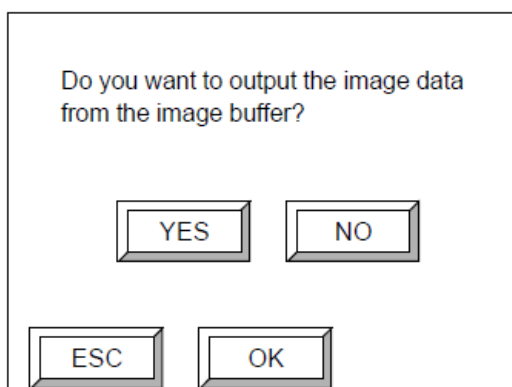 Do you want to output the image data
from the image buffer?
YES NO
ESC OK